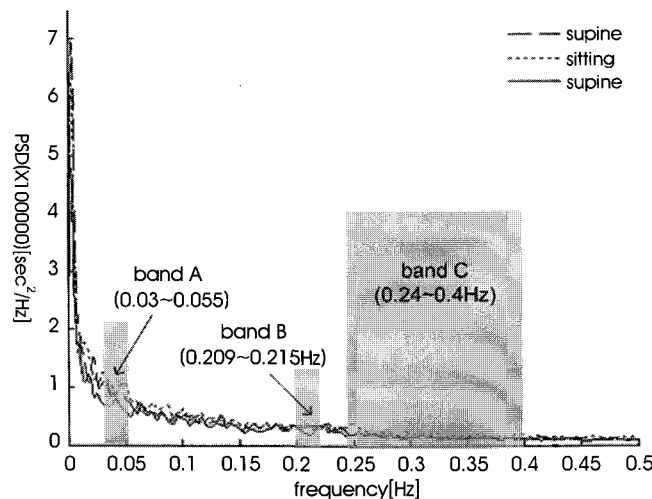 7
6
5
4
3
2
1
0
PSD(X100000)[sec²/Hz]
supine
sitting
supine
band A
(0.03~0.055)
band B
(0.209~0.215Hz)
band C
(0.24~0.4Hz)
0 0.05 0.1 0.15 0.2 0.25 0.3 0.35 0.4 0.45 0.5
frequency[Hz]